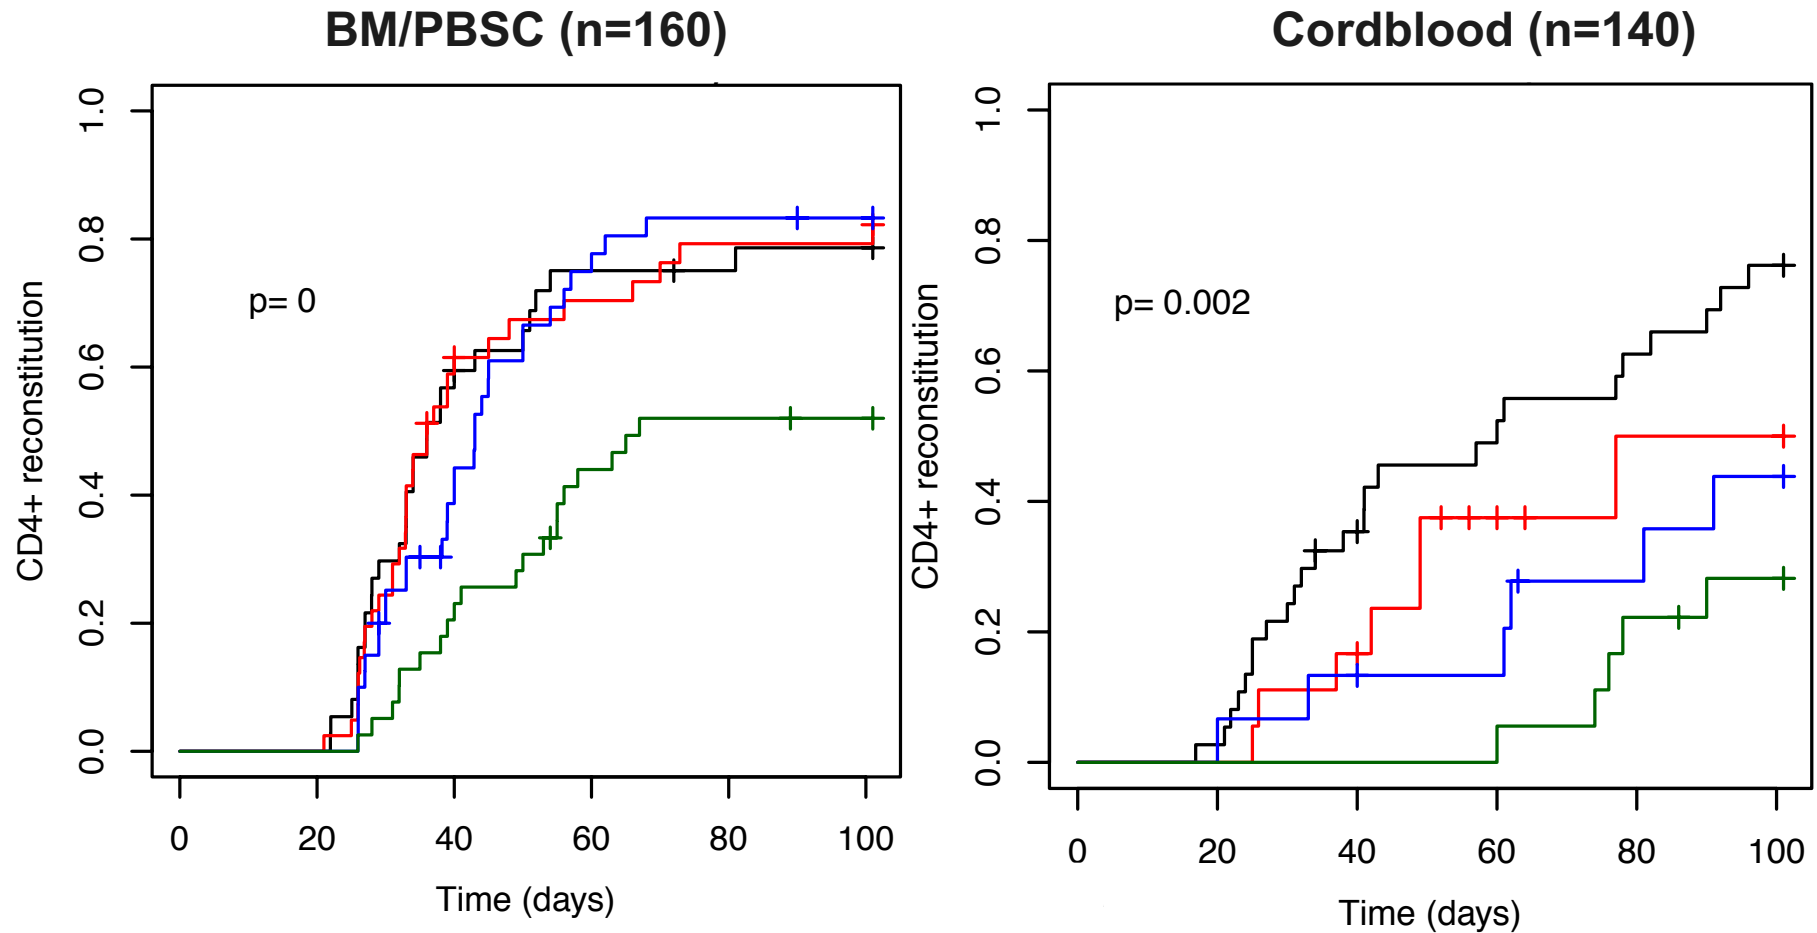 BM/PBSC (n=160)
1.0
0.8
0.6
0.4
0.2
0.0
CD4+ reconstitution
p= 0
0 20 40 60 80 100
Time (days)
Cordblood (n=140)
1.0
0.8
0.6
0.4
0.2
0.0
CD4+ reconstitution
p= 0.002
0 20 40 60 80 100
Time (days)